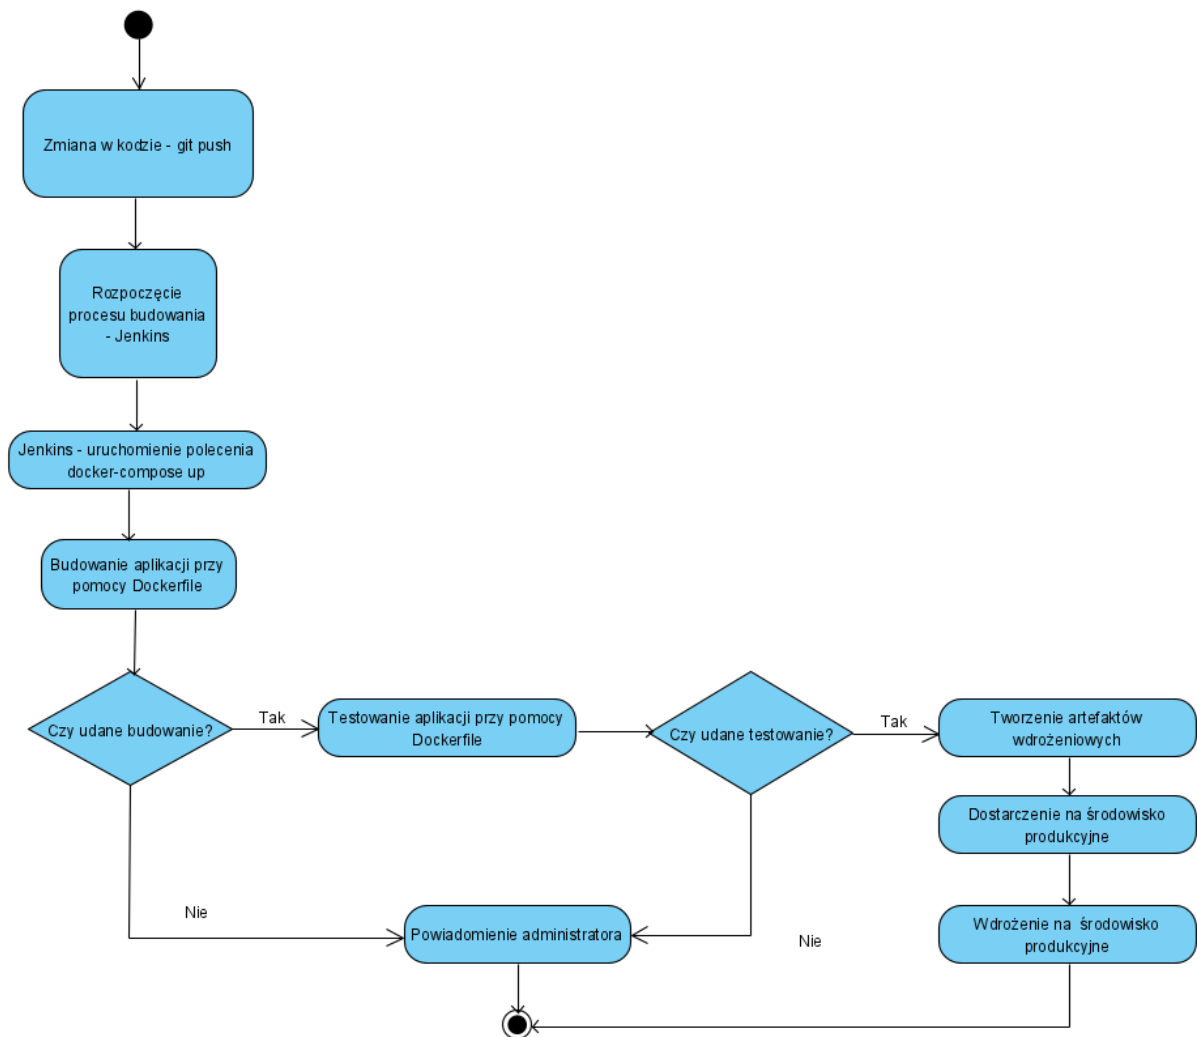 Zmiana w kodzie - git push
Rozpoczęcie
procesu budowania
- Jenkins
Jenkins - uruchomienie polecenia
docker-compose up
Budowanie aplikacji przy
pomocy Dockerfile
Czy udane budowanie?
Tak
Testowanie aplikacji przy pomocy
Dockerfile
Czy udane testowanie?
Tak
Tworzenie artefaktów
wdrożeniowych
Dostarczenie na środowisko
produkcyjne
Nie
Powiadomienie administratora
Nie
Wdrożenie na środowisko
produkcyjne